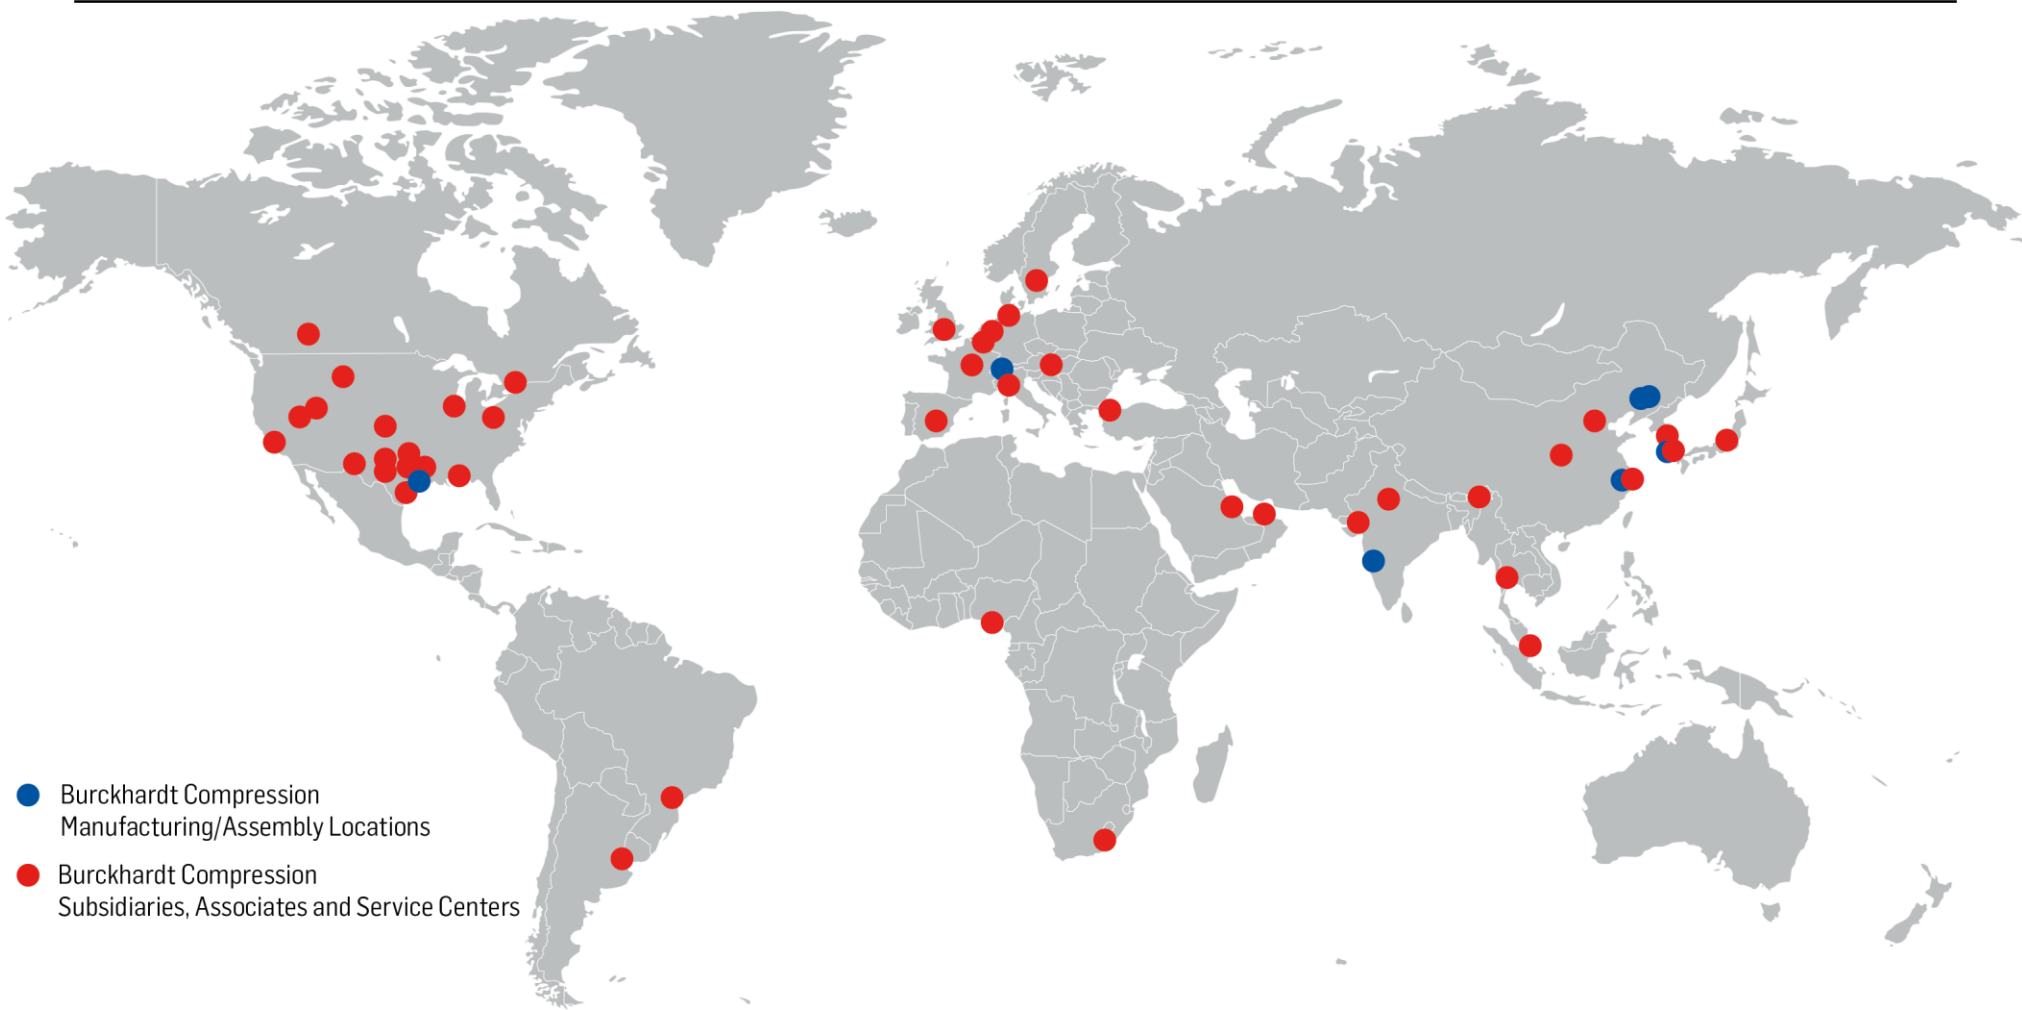 Burckhardt Compression
Manufacturing/Assembly Locations
Burckhardt Compression
Subsidiaries, Associates and Service Centers